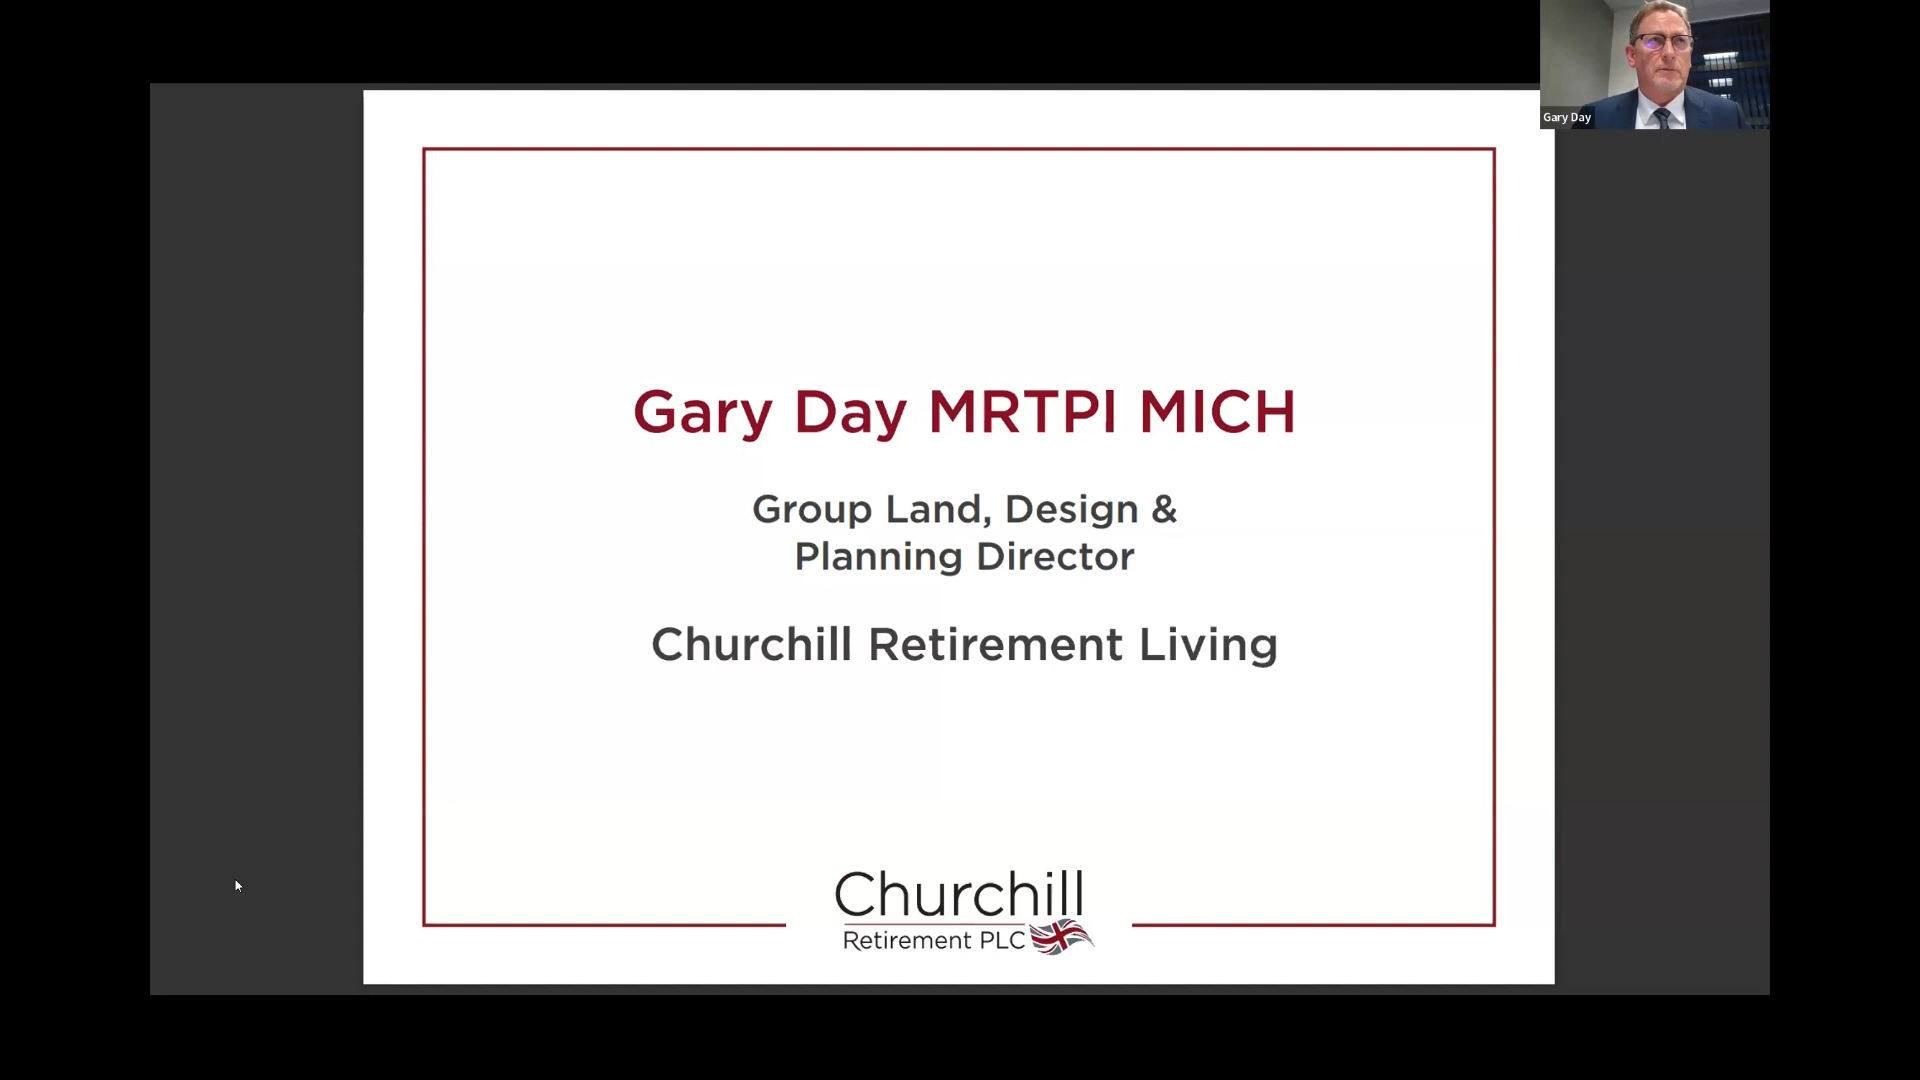 Gary Day
Gary Day MRTPI MICH
Group Land, Design &
Planning Director
Churchill Retirement Living
Churchill
Retirement PLC